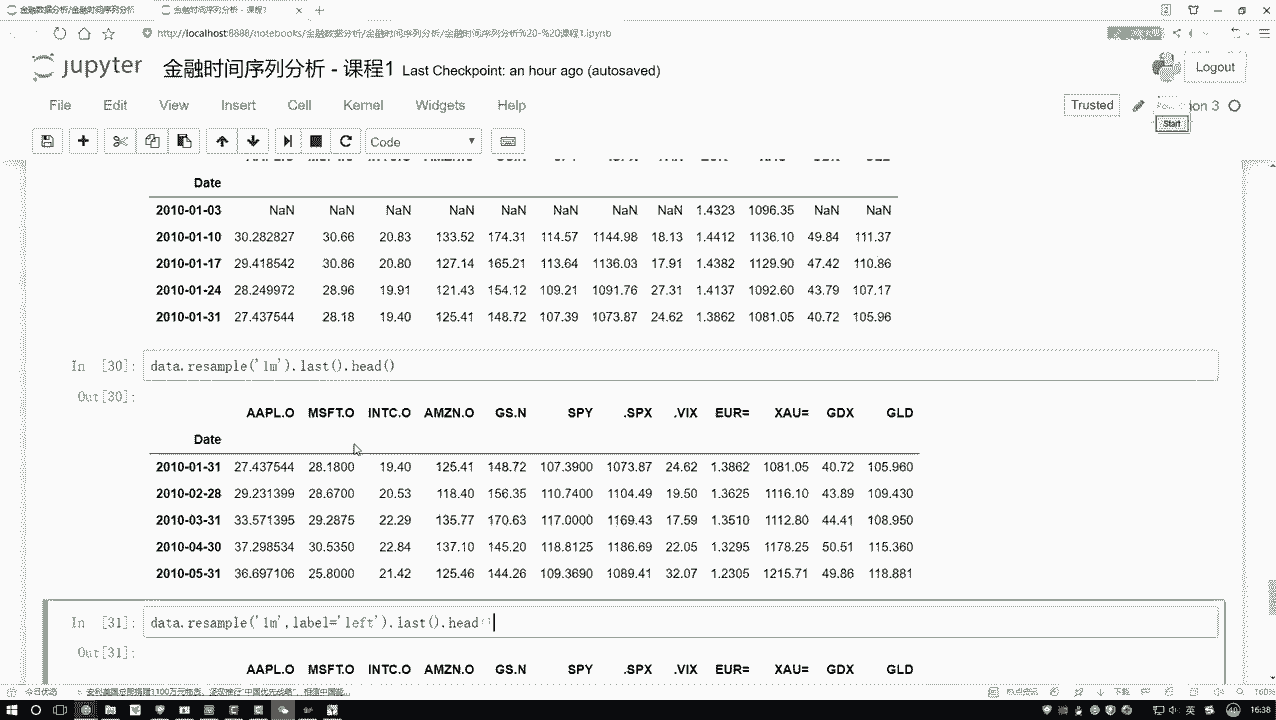 金融数据分析/金融时间序列分析
金融时间序列分析 - 课程1
http://localhost:8888/notebooks/金融数据分析/金融时间序列分析/金融时间序列分析%20-%20课程1.ipynb
jupyter 金融时间序列分析 - 课程1 Last Checkpoint: an hour ago (autosaved)
Logout
File Edit View Insert Cell Kernel Widgets Help
Trusted
on 3
Start
Code
Date
2010-01-03 NaN NaN NaN NaN NaN NaN NaN NaN 1.4323 1096.35 NaN NaN
2010-01-10 30.282827 30.66 20.83 133.52 174.31 114.57 1144.98 18.13 1.4412 1136.10 49.84 111.37
2010-01-17 29.418542 30.86 20.80 127.14 165.21 113.64 1136.03 17.91 1.4382 1129.90 47.42 110.86
2010-01-24 28.249972 28.96 19.91 121.43 154.12 109.21 1091.76 27.31 1.4137 1092.60 43.79 107.17
2010-01-31 27.437544 28.18 19.40 125.41 148.72 107.39 1073.87 24.62 1.3862 1081.05 40.72 105.96
In [30]: data.resample('1m').last().head()
Out[30]:
AAPL.O MSFT.O INTC.O AMZN.O GS.N SPY .SPX .VIX EUR= XAU= GDX GLD
Date
2010-01-31 27.437544 28.1800 19.40 125.41 148.72 107.3900 1073.87 24.62 1.3862 1081.05 40.72 105.960
2010-02-28 29.231399 28.6700 20.53 118.40 156.35 110.7400 1104.49 19.50 1.3625 1116.10 43.89 109.430
2010-03-31 33.571395 29.2875 22.29 135.77 170.63 117.0000 1169.43 17.59 1.3510 1112.80 44.41 108.950
2010-04-30 37.298534 30.5350 22.84 137.10 145.20 118.8125 1186.69 22.05 1.3295 1178.25 50.51 115.360
2010-05-31 36.697106 25.8000 21.42 125.46 144.26 109.3690 1089.41 32.07 1.2305 1215.71 49.86 118.881
In [31]: data.resample('1m',label='left').last().head()
Out[31]:
AAPL.O MSFT.O INTC.O AMZN.O GS.N SPY .SPX .VIX EUR= XAU= GDX GLD
今日优选
下载
160%
英
16:38